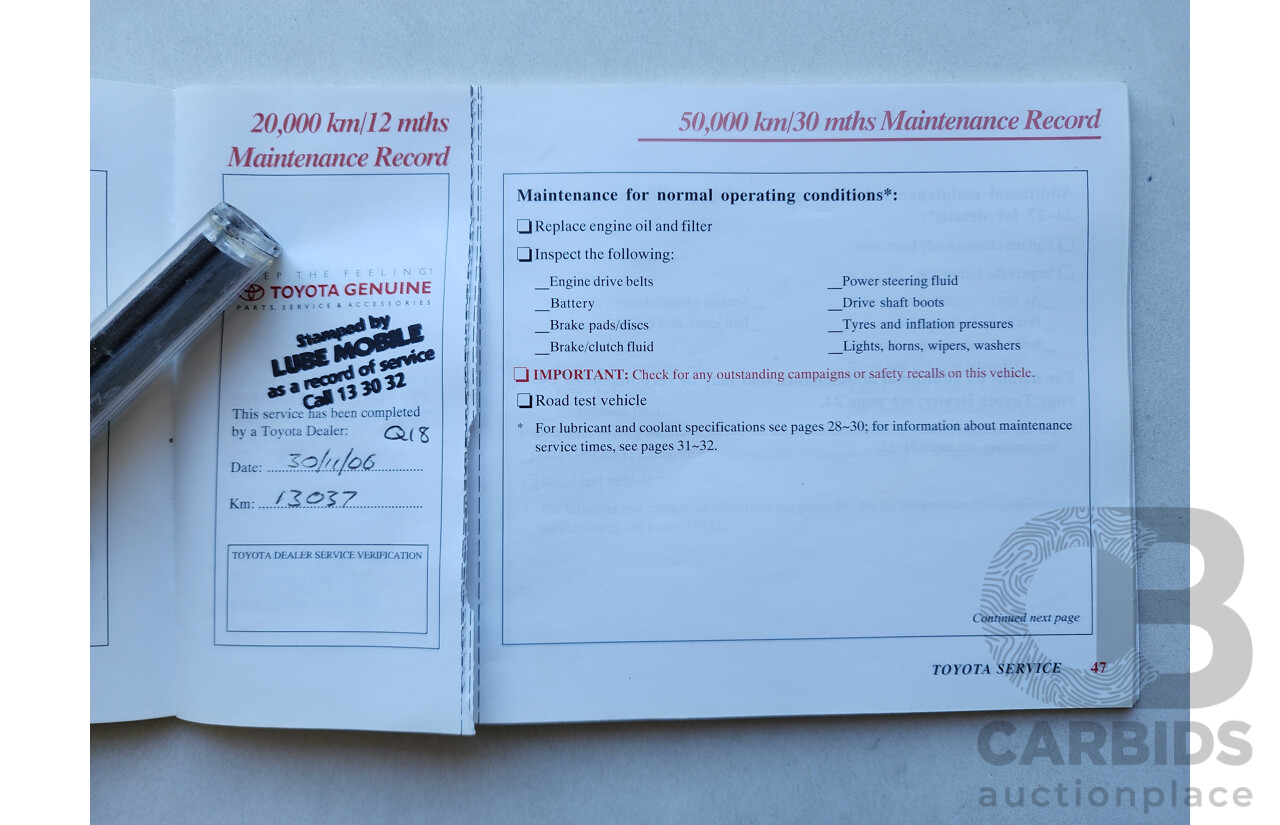 20,000 km/12 mths
Maintenance Record
EP THE FEELING!
TOYOTA GENUINE
PARTS, SERVICE & ACCESSORIES
Stamped by
LUBE MOBILE
as a record of service
Call 13 30 32
This service has been completed
by a Toyota Dealer: Q18
Date: 30/11/06
Km: 13037
TOYOTA DEALER SERVICE VERIFICATION
50,000 km/30 mths Maintenance Record
Maintenance for normal operating conditions*:
Replace engine oil and filter
Inspect the following:
__Engine drive belts
__Battery
__Brake pads/discs
__Brake/clutch fluid
__Power steering fluid
__Drive shaft boots
__Tyres and inflation pressures
__Lights, horns, wipers, washers
IMPORTANT: Check for any outstanding campaigns or safety recalls on this vehicle.
Road test vehicle
* For lubricant and coolant specifications see pages 28~30; for information about maintenance
service times, see pages 31~32.
Continued next page
TOYOTA SERVICE 47
CB
CARBIDS
auctionplace